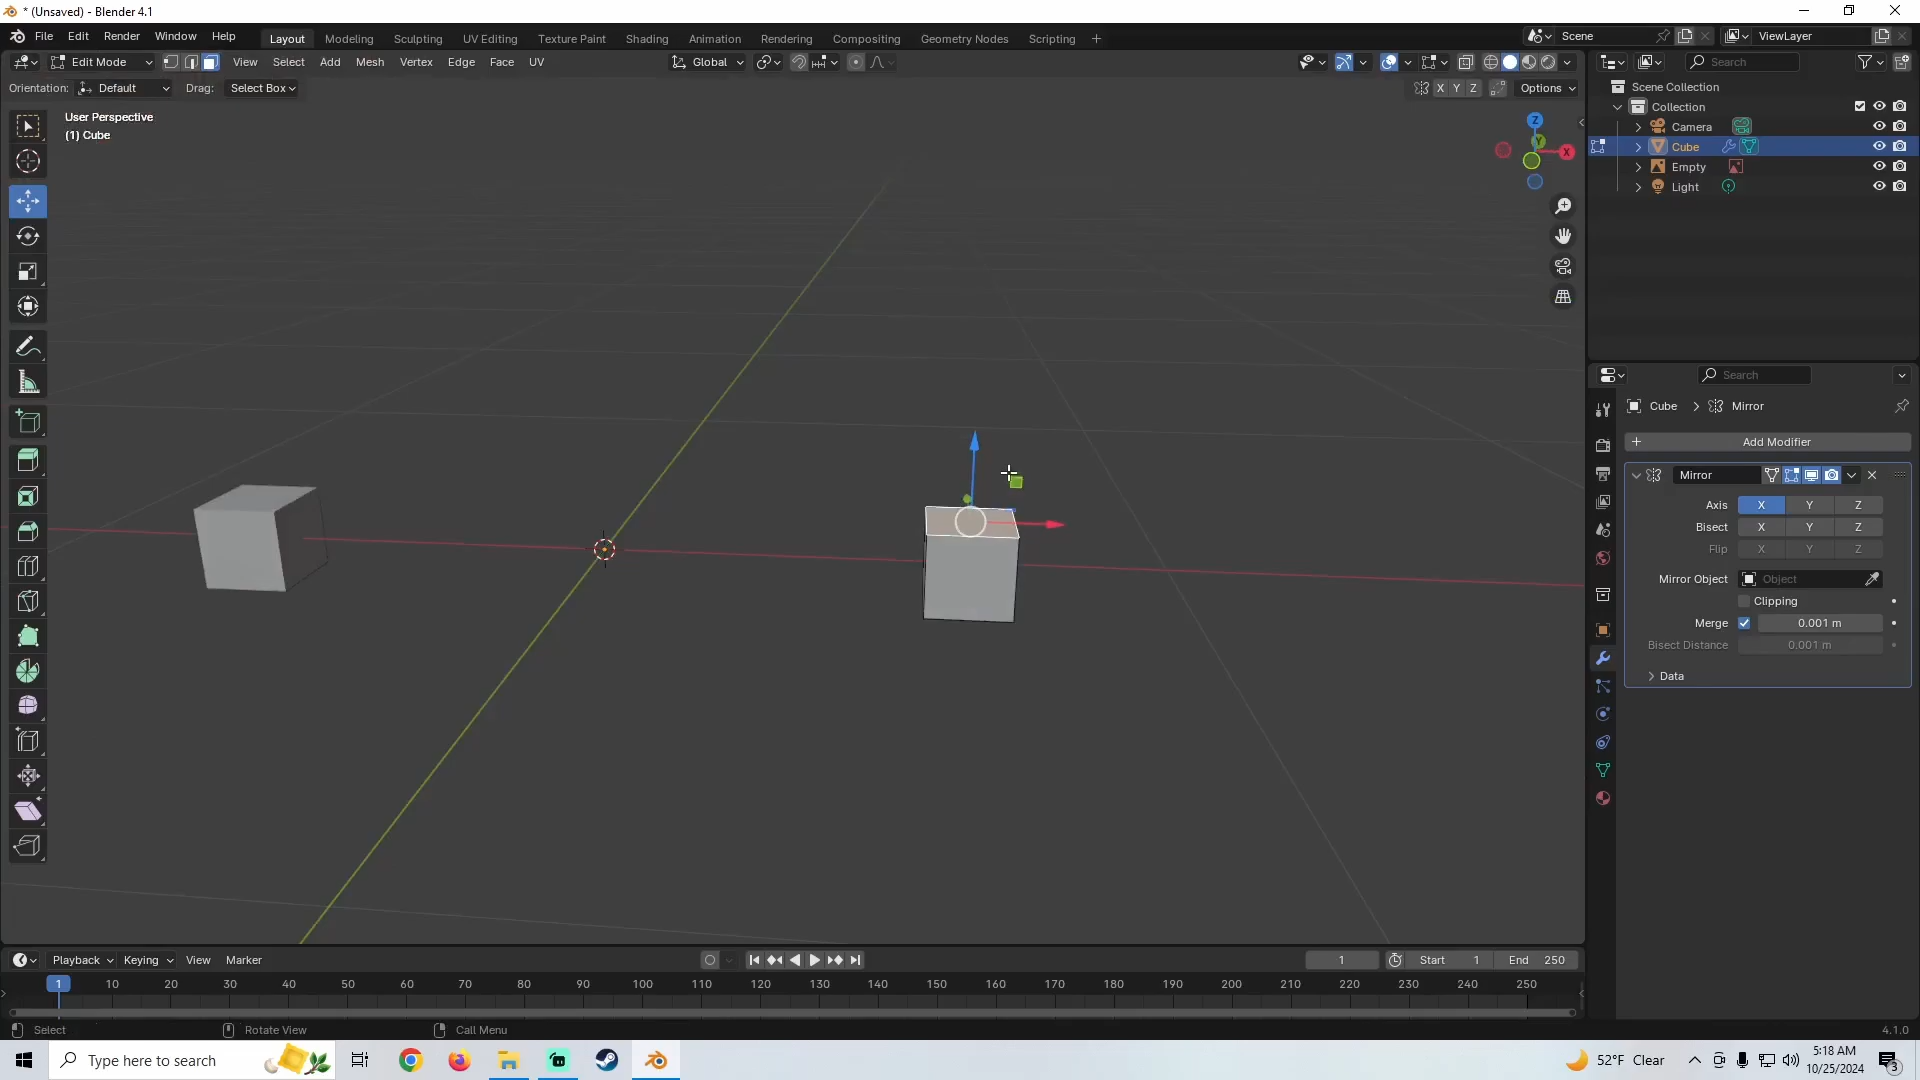 * (Unsaved) - Blender 4.1
File Edit Render Window Help Layout Modeling Sculpting UV Editing Texture Paint Shading Animation Rendering Compositing Geometry Nodes Scripting + Scene ViewLayer
Edit Mode View Select Add Mesh Vertex Edge Face UV Global Search
Orientation: Default Drag: Select Box X Y Z Options
Scene Collection
Collection
Camera
Cube
Empty
Light
User Perspective
(1) Cube
Z
Y
X
Search
Cube > Mirror
+ Add Modifier
Mirror
Axis X Y Z
Bisect X Y Z
Flip X Y Z
Mirror Object Object
Clipping
Merge 0.001 m
Bisect Distance 0.001 m
Data
Playback Keying View Marker 1 Start 1 End 250
1 10 20 30 40 50 60 70 80 90 100 110 120 130 140 150 160 170 180 190 200 210 220 230 240 250
Select Rotate View Call Menu 4.1.0
Type here to search 52°F Clear 5:18 AM
10/25/2024 3